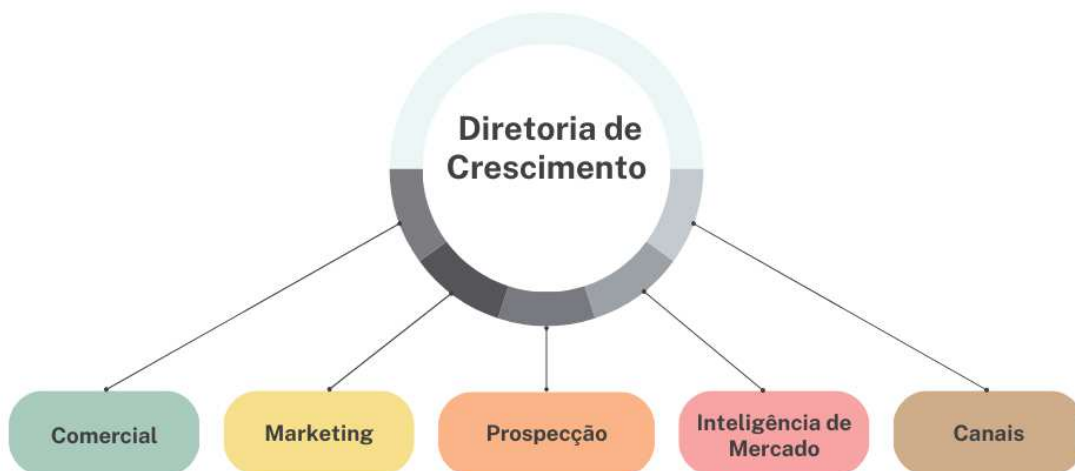 Diretoria de
Crescimento
Comercial
Marketing
Prospecção
Inteligência de
Mercado
Canais